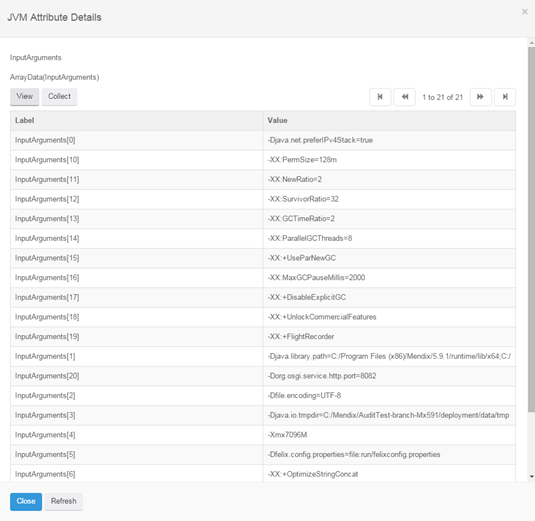 JVM Attribute Details
×
InputArguments
ArrayData(InputArguments)
View Collect 1 to 21 of 21
Label Value
InputArguments[0] -Djava.net.preferIPv4Stack=true
InputArguments[10] -XX:PermSize=128m
InputArguments[11] -XX:NewRatio=2
InputArguments[12] -XX:SurvivorRatio=32
InputArguments[13] -XX:GCTimeRatio=2
InputArguments[14] -XX:ParallelGCThreads=8
InputArguments[15] -XX:+UseParNewGC
InputArguments[16] -XX:MaxGCPauseMillis=2000
InputArguments[17] -XX:+DisableExplicitGC
InputArguments[18] -XX:+UnlockCommercialFeatures
InputArguments[19] -XX:+FlightRecorder
InputArguments[1] -Djava.library.path=C:/Program Files (x86)/Mendix/5.9.1/runtime/lib/x64;C:/
InputArguments[20] -Dorg.osgi.service.http.port=8082
InputArguments[2] -Dfile.encoding=UTF-8
InputArguments[3] -Djava.io.tmpdir=C:/Mendix/AuditTest-branch-Mx591/deployment/data/tmp
InputArguments[4] -Xmx7096M
InputArguments[5] -Dfelix.config.properties=file:run/felixconfig.properties
InputArguments[6] -XX:+OptimizeStringConcat
Close Refresh